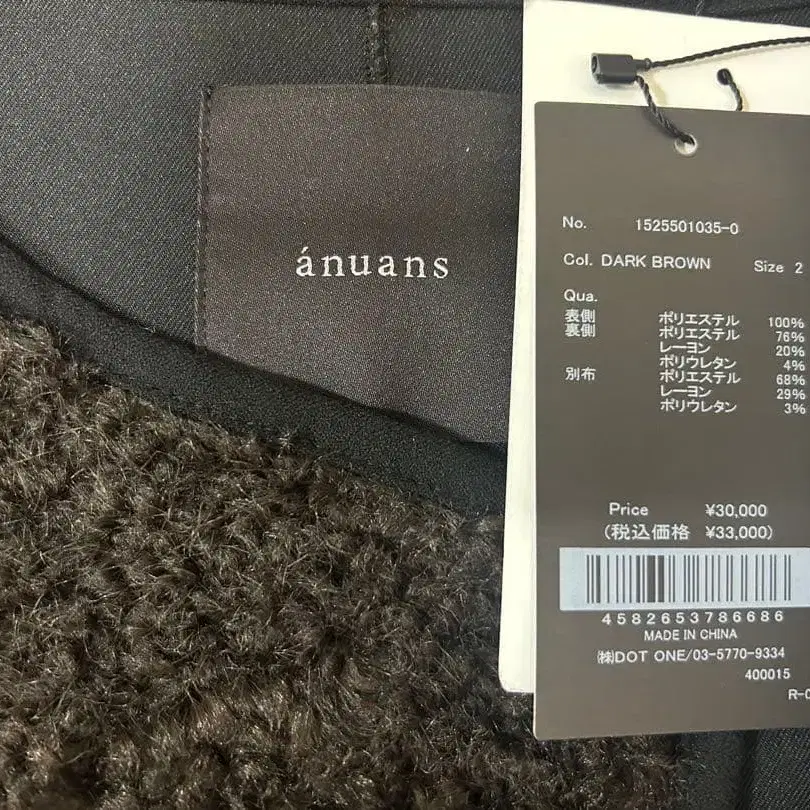 ánuans
No. 1525501035-0
Col. DARK BROWN Size 2
Qua.
表側 ポリエステル 100%
裏側 ポリエステル 76%
レーヨン 20%
ポリウレタン 4%
別布 ポリエステル 68%
レーヨン 29%
ポリウレタン 3%
Price ¥30,000
(税込価格 ¥33,000)
4582653786686
MADE IN CHINA
㈱DOT ONE/03-5770-9334
400015